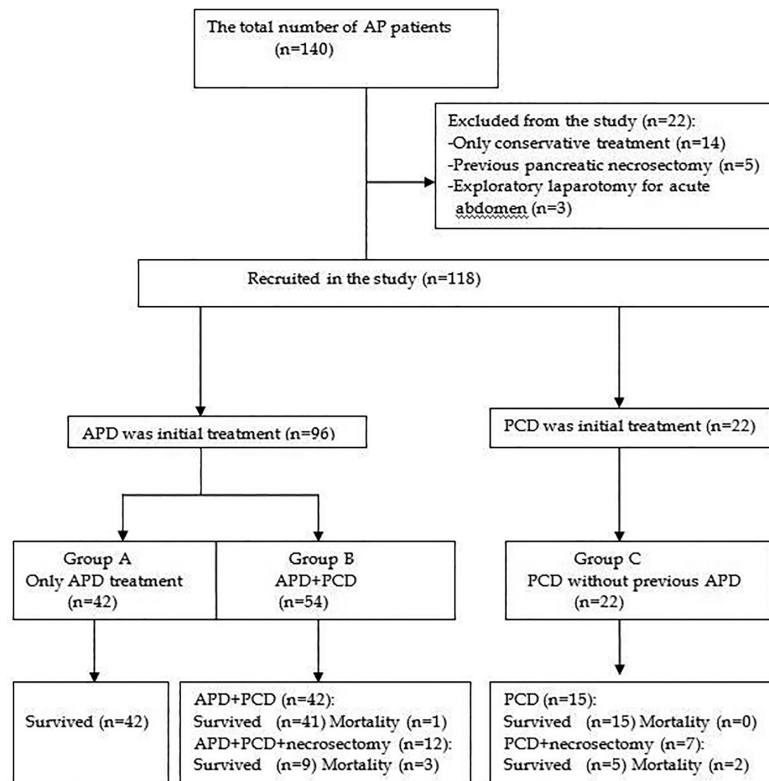 The total number of AP patients
(n=140)
Excluded from the study (n=22):
-Only conservative treatment (n=14)
-Previous pancreatic necrosectomy (n=5)
-Exploratory laparotomy for acute
abdomen (n=3)
Recruited in the study (n=118)
APD was initial treatment (n=96)
PCD was initial treatment (n=22)
Group A
Only APD treatment
(n=42)
Group B
APD+PCD
(n=54)
Group C
PCD without previous APD
(n=22)
Survived (n=42)
APD+PCD (n=42):
Survived (n=41) Mortality (n=1)
APD+PCD+necrosectomy (n=12):
Survived (n=9) Mortality (n=3)
PCD (n=15):
Survived (n=15) Mortality (n=0)
PCD+necrosectomy (n=7):
Survived (n=5) Mortality (n=2)